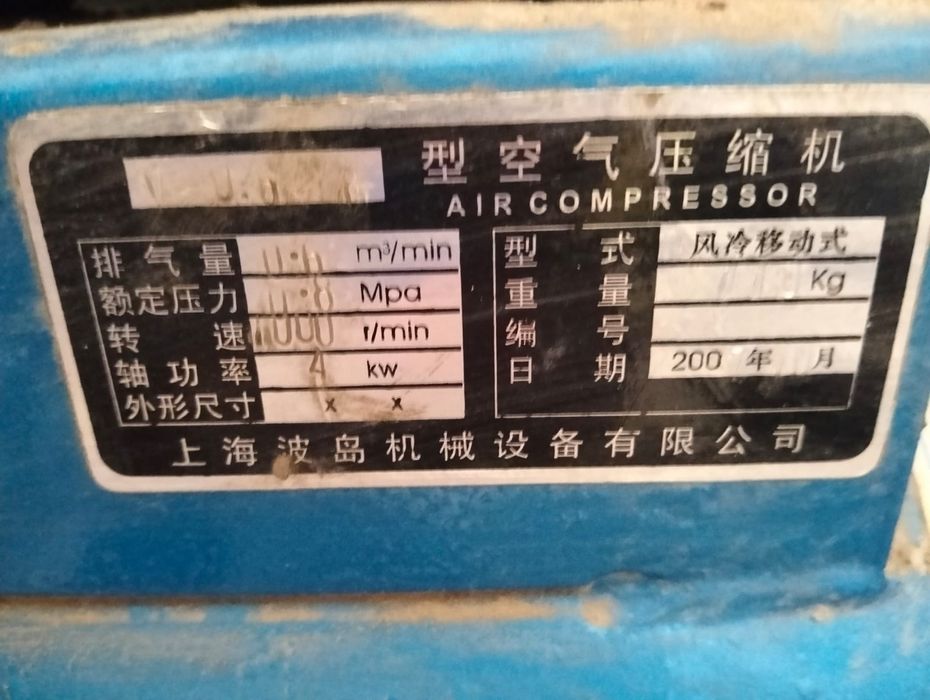 型空气压缩机
AIR COMPRESSOR
排气量 m³/min
额定压力 Mpa
转速 r/min
轴功率 4 kw
外形尺寸 x x
型式 风冷移动式
重量 Kg
编号
日期 200 年 月
上海波岛机械设备有限公司